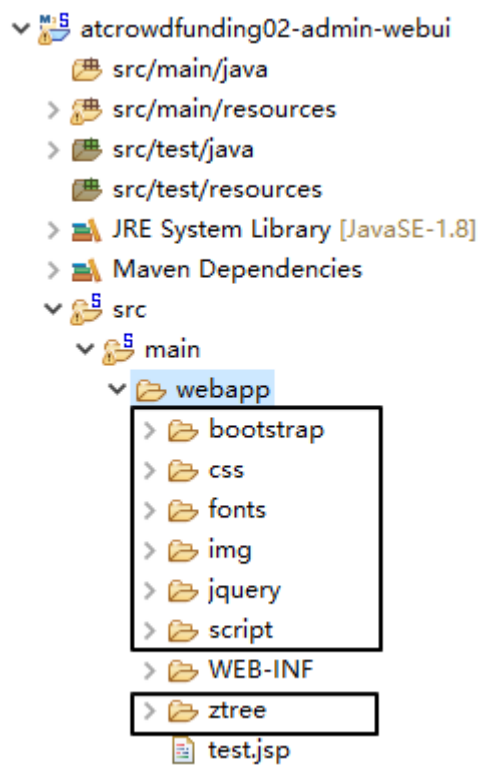 atcrowdfunding02-admin-webui
src/main/java
src/main/resources
src/test/java
src/test/resources
JRE System Library [JavaSE-1.8]
Maven Dependencies
src
main
webapp
bootstrap
css
fonts
img
jquery
script
WEB-INF
ztree
test.jsp